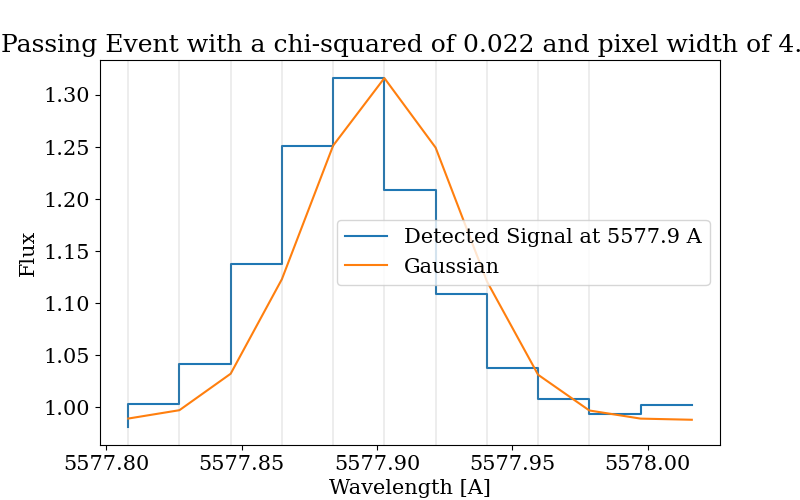 Passing Event with a chi-squared of 0.022 and pixel width of 4.
1.30
1.25
1.20
1.15
1.10
1.05
1.00
Flux
Detected Signal at 5577.9 A
Gaussian
5577.80 5577.85 5577.90 5577.95 5578.00
Wavelength [A]